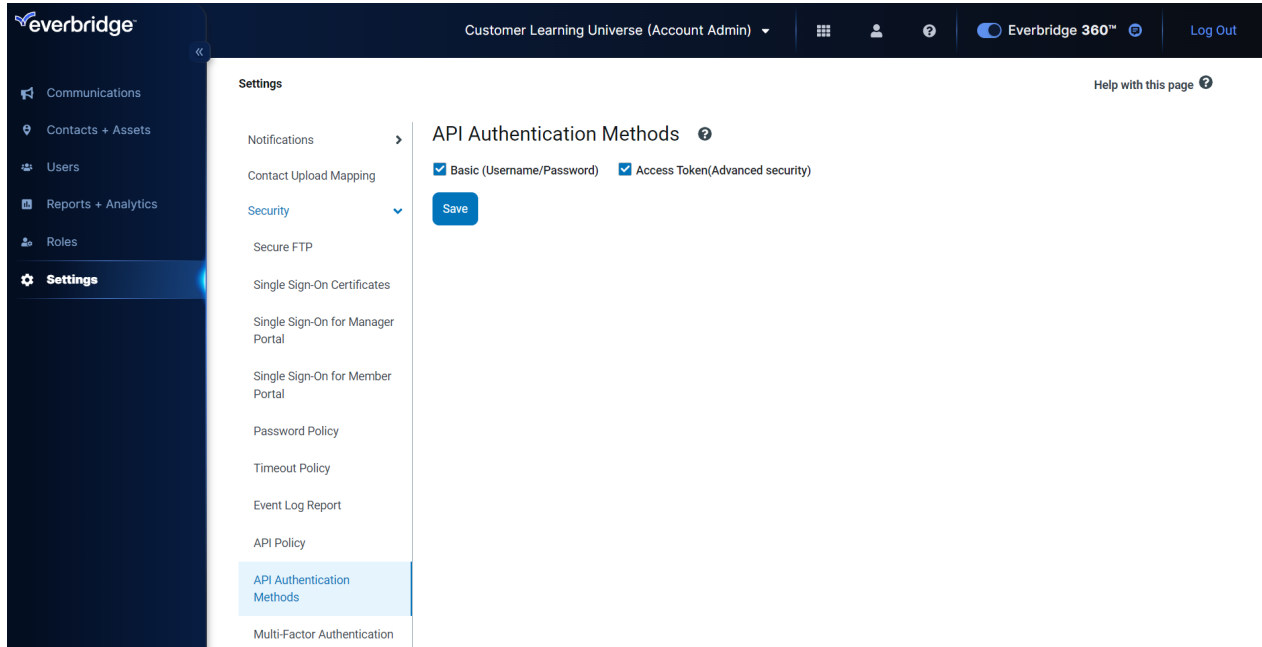 everbridge™
Customer Learning Universe (Account Admin)
Everbridge 360™
Log Out
«
Communications
Contacts + Assets
Users
Reports + Analytics
Roles
Settings
Settings
Help with this page ?
Notifications
Contact Upload Mapping
Security
Secure FTP
Single Sign-On Certificates
Single Sign-On for Manager
Portal
Single Sign-On for Member
Portal
Password Policy
Timeout Policy
Event Log Report
API Policy
API Authentication
Methods
Multi-Factor Authentication
API Authentication Methods ?
Basic (Username/Password) Access Token(Advanced security)
Save